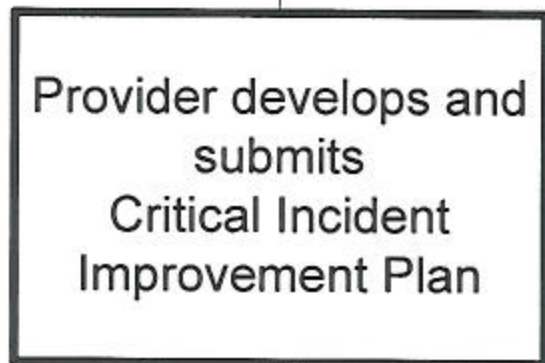 Provider develops and
submits
Critical Incident
Improvement Plan